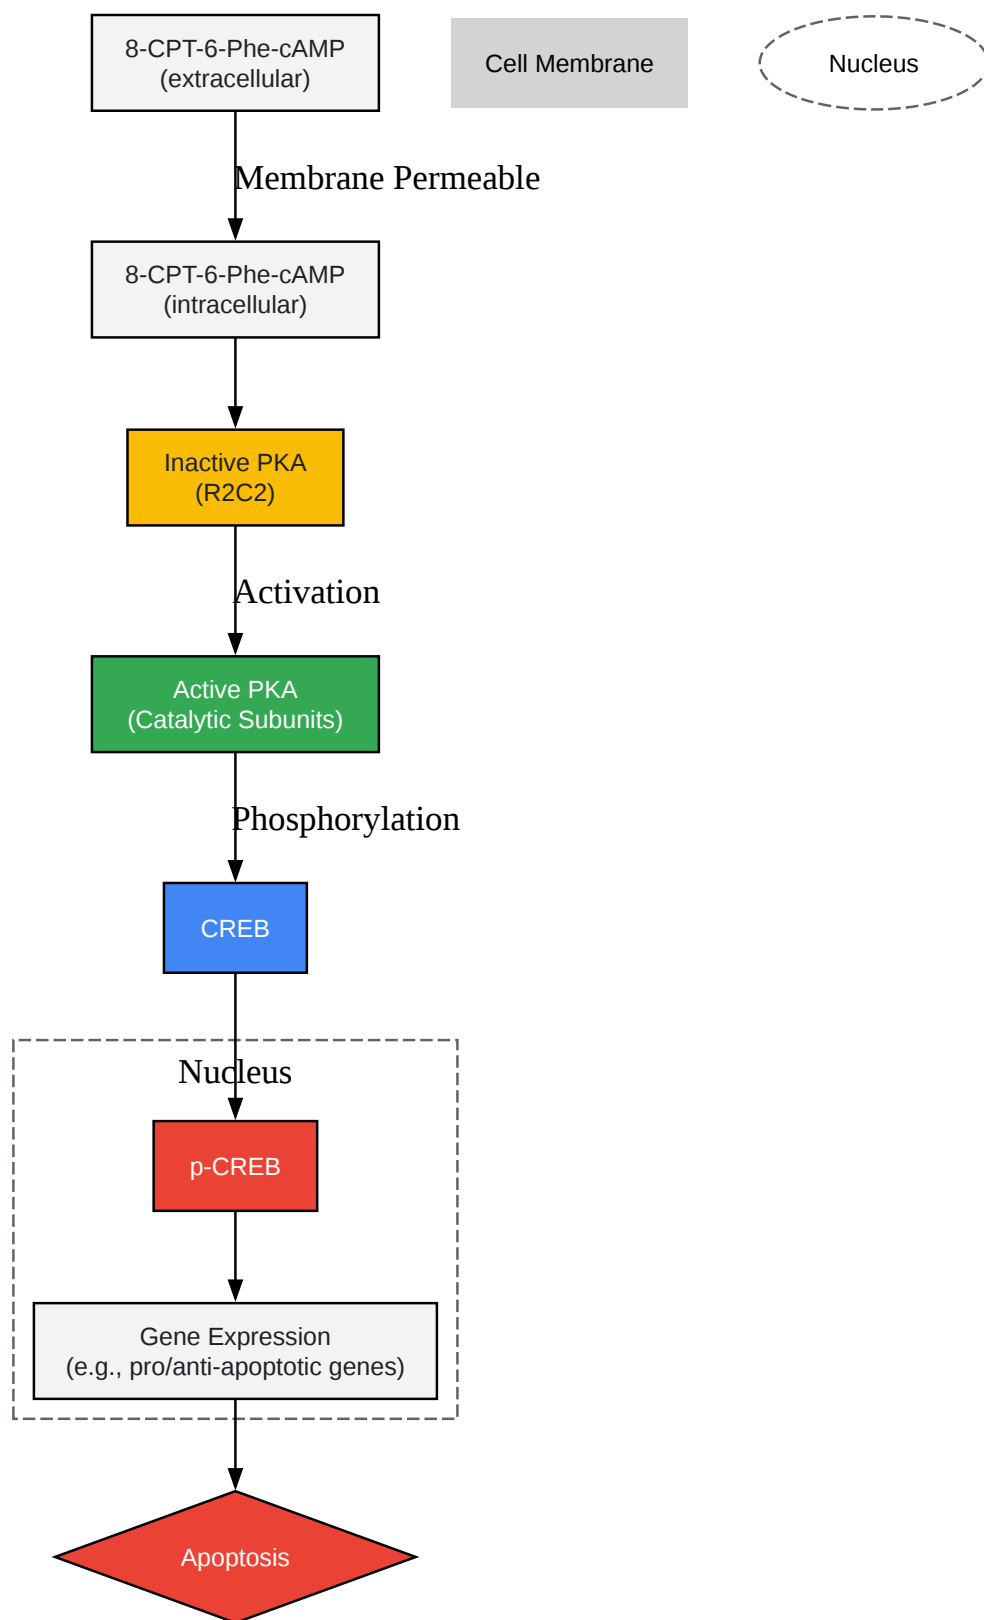 8-CPT-6-Phe-cAMP
(extracellular)
Cell Membrane
Nucleus
Membrane Permeable
8-CPT-6-Phe-cAMP
(intracellular)
Inactive PKA
(R2C2)
Activation
Active PKA
(Catalytic Subunits)
Phosphorylation
CREB
Nucleus
p-CREB
Gene Expression
(e.g., pro/anti-apoptotic genes)
Apoptosis